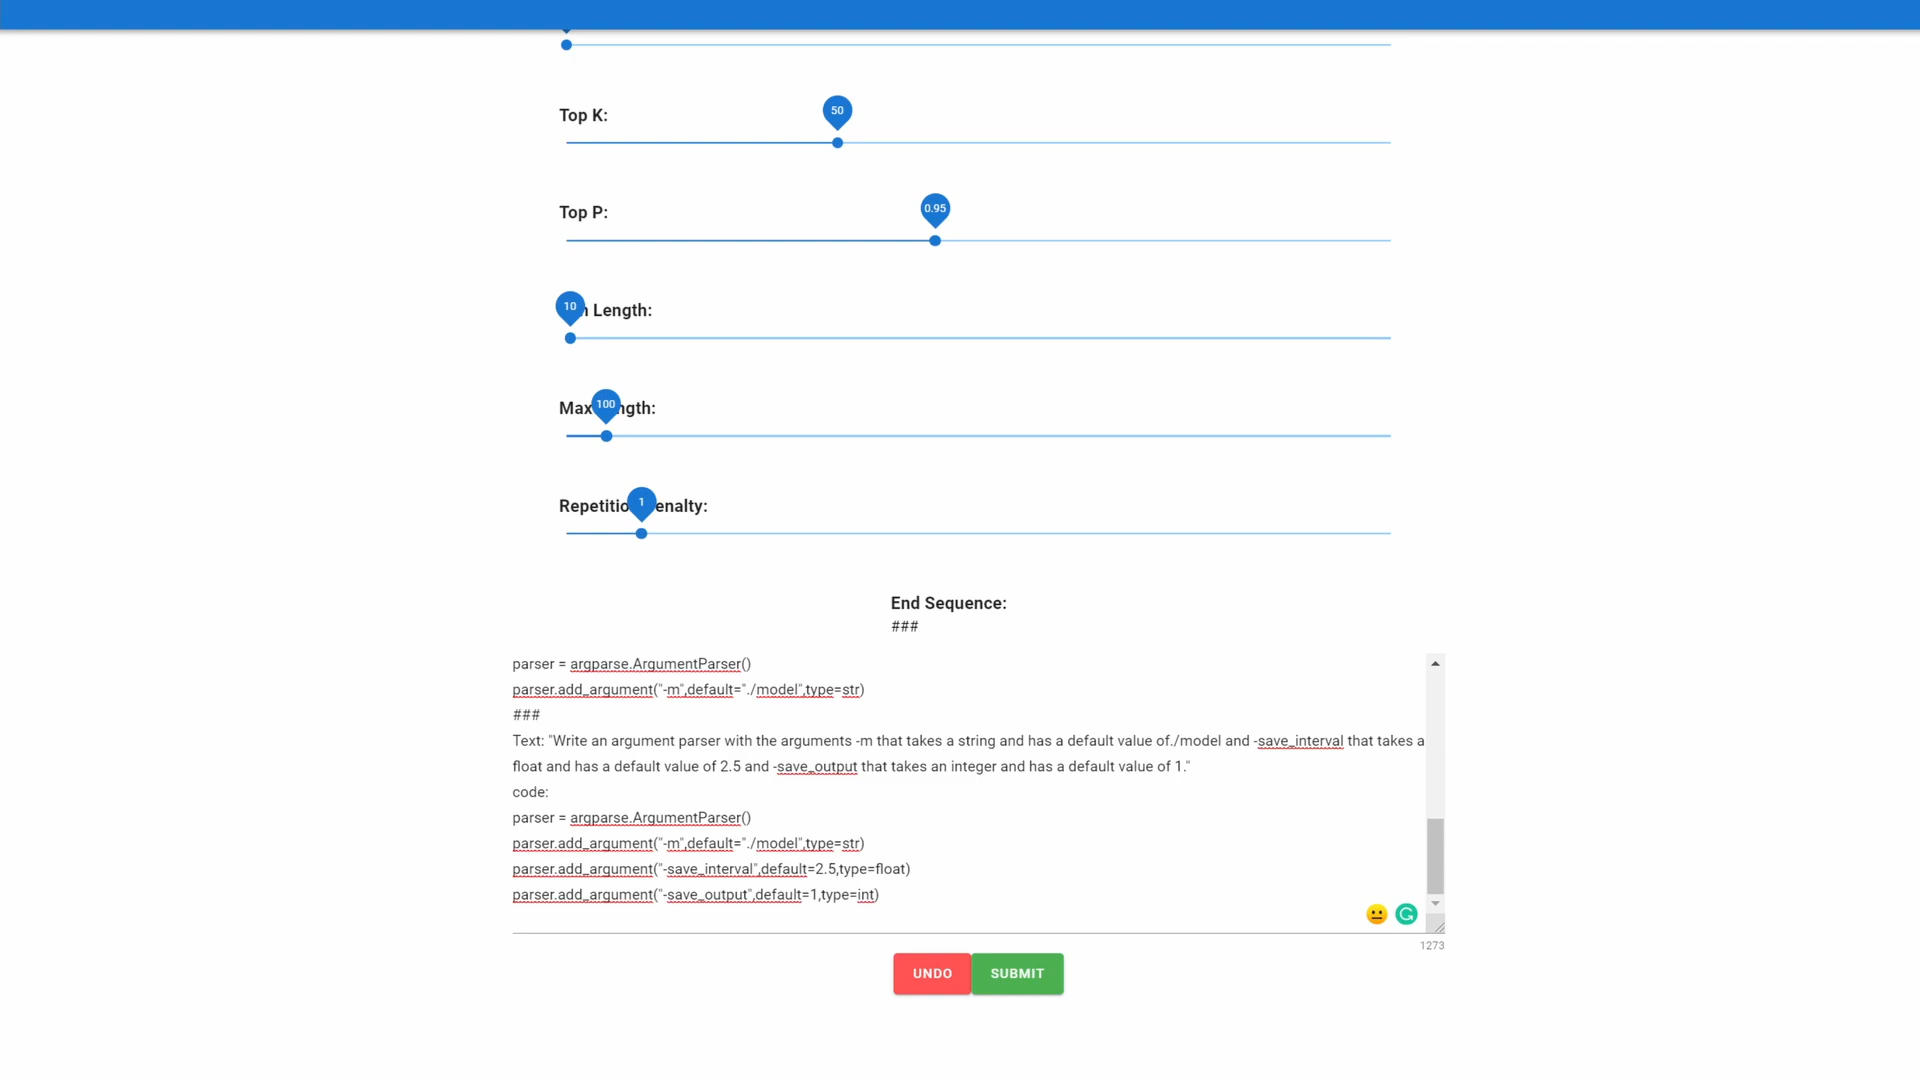 Top K:
50
Top P:
0.95
10
Length:
100
Max ngth:
Repetitio enalty:
1
End Sequence:
###
parser = argparse.ArgumentParser()
parser.add_argument("-m",default="./model",type=str)
###
Text: "Write an argument parser with the arguments -m that takes a string and has a default value of./model and -save_interval that takes a
float and has a default value of 2.5 and -save_output that takes an integer and has a default value of 1."
code:
parser = argparse.ArgumentParser()
parser.add_argument("-m",default="./model",type=str)
parser.add_argument("-save_interval",default=2.5,type=float)
parser.add_argument("-save_output",default=1,type=int)
1273
UNDO
SUBMIT